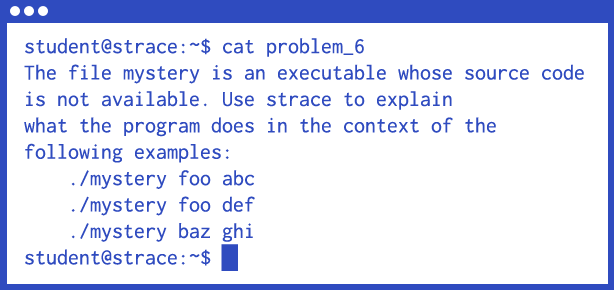 student@strace:~$ cat problem_6
The file mystery is an executable whose source code
is not available. Use strace to explain
what the program does in the context of the
following examples:
    ./mystery foo abc
    ./mystery foo def
    ./mystery baz ghi
student@strace:~$